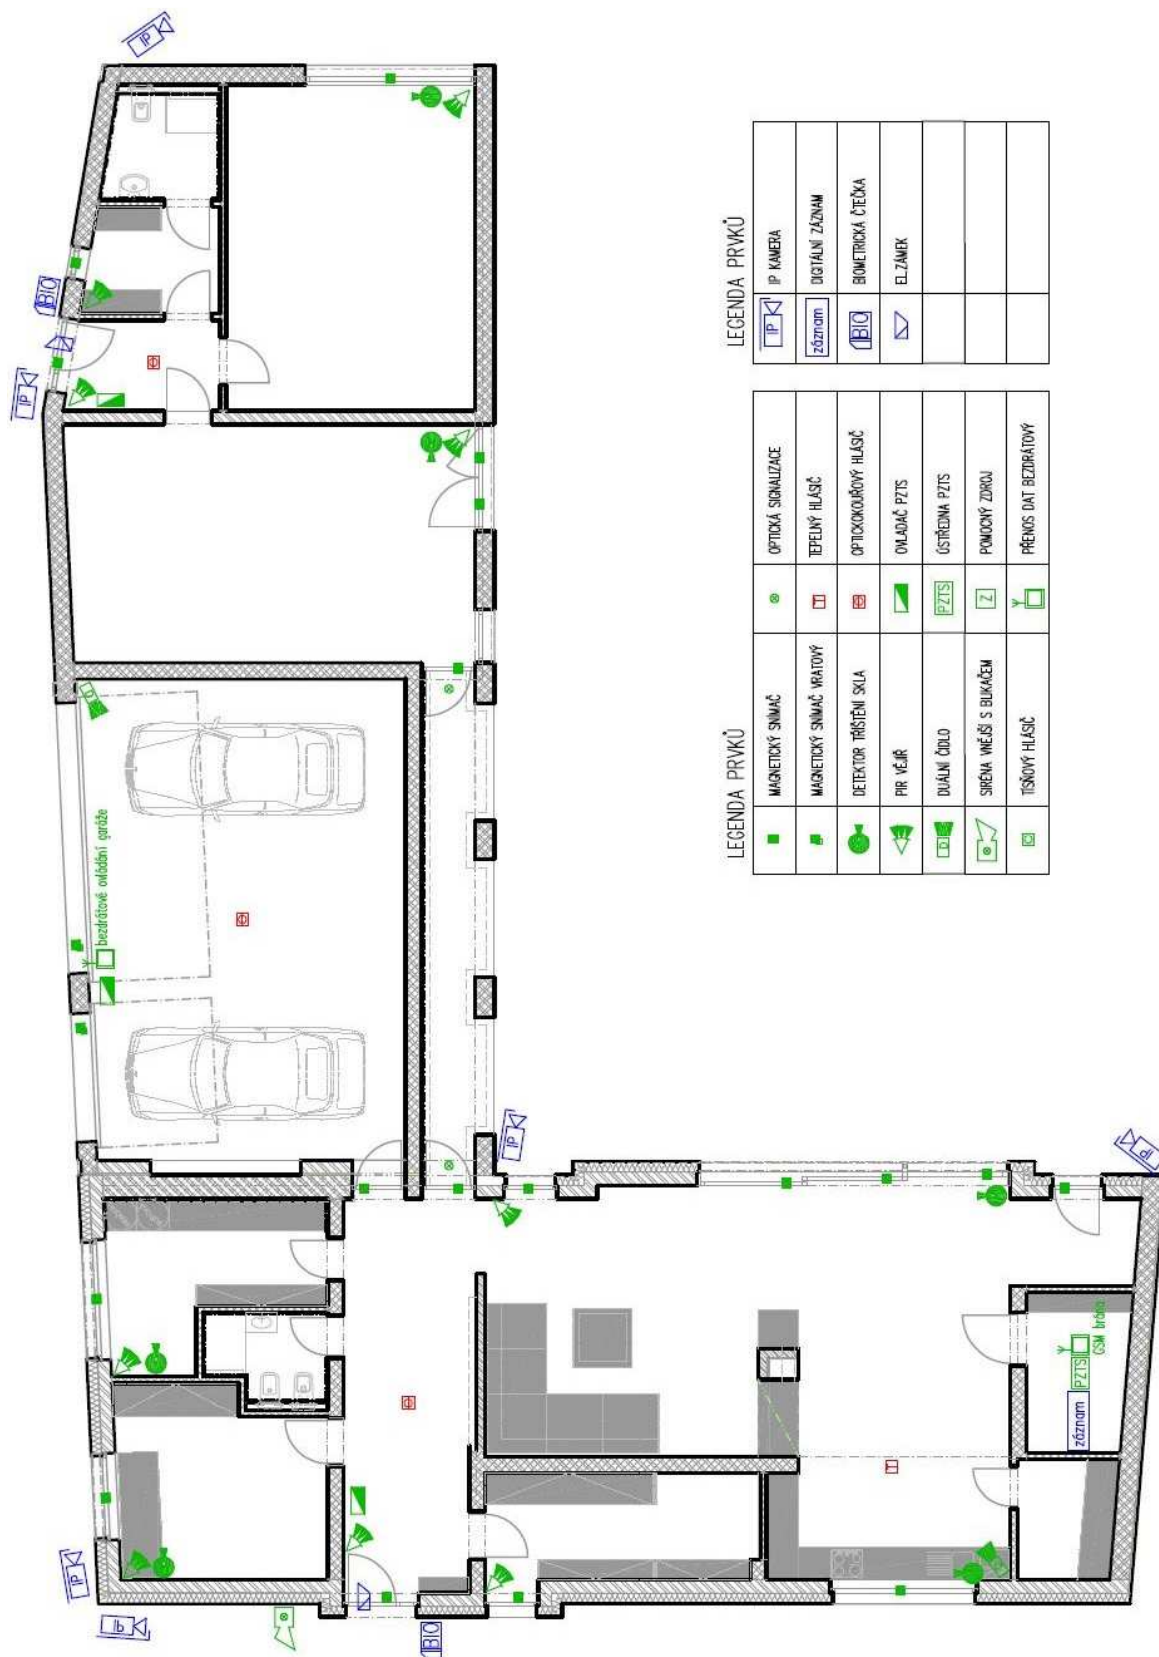 IP
BIO
IP
bezdrátové ovládání garáže
D
IP
IP
IP
IP
BIO
IP
D
záznam
PZTS
GSM brána
LEGENDA PRVKŮ
MAGNETICKÝ SNÍMAČ
OPTICKÁ SIGNALIZACE
MAGNETICKÝ SNÍMAČ VRATOVÝ
TEPELNÝ HLÁSIČ
DETEKTOR TŘÍŠTĚNÍ SKLA
OPTICKOKOUŘOVÝ HLÁSIČ
PIR VĚJÍŘ
OVLADAČ PZTS
D
DUÁLNÍ ČIDLO
PZTS
ÚSTŘEDNA PZTS
SIRÉNA VNĚJŠÍ S BLIKAČEM
Z
POMOCNÝ ZDROJ
TÍSŇOVÝ HLÁSIČ
PŘENOS DAT BEZDRÁTOVÝ
LEGENDA PRVKŮ
IP
IP KAMERA
záznam
DIGITÁLNÍ ZÁZNAM
BIO
BIOMETRICKÁ ČTEČKA
EL.ZÁMEK